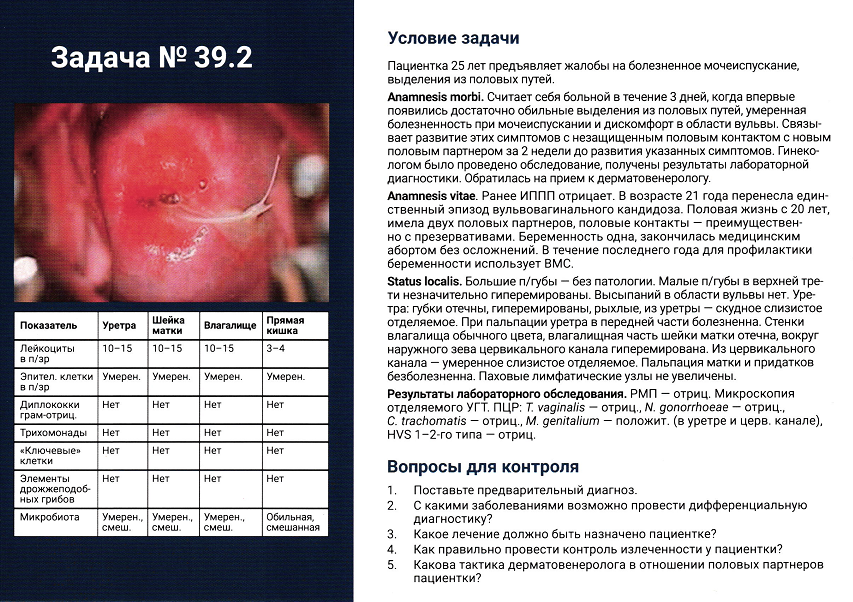 Задача № 39.2
Показатель Уретра Шейка матки Влагалище Прямая кишка
Лейкоциты в п/зр 10–15 10–15 10–15 3–4
Эпител. клетки в п/зр Умерен. Умерен. Умерен. Умерен.
Диплококки грам-отриц. Нет Нет Нет Нет
Трихомонады Нет Нет Нет Нет
«Ключевые» клетки Нет Нет Нет Нет
Элементы дрожжеподоб-ных грибов Нет Нет Нет Нет
Микробиота Умерен., смеш. Умерен., смеш. Умерен., смеш. Обильная, смешанная
Условие задачи
Пациентка 25 лет предъявляет жалобы на болезненное мочеиспускание,
выделения из половых путей.
Anamnesis morbi. Считает себя больной в течение 3 дней, когда впервые
появились достаточно обильные выделения из половых путей, умеренная
болезненность при мочеиспускании и дискомфорт в области вульвы. Связы-
вает развитие этих симптомов с незащищенным половым контактом с новым
половым партнером за 2 недели до развития указанных симптомов. Гинеко-
логом было проведено обследование, получены результаты лабораторной
диагностики. Обратилась на прием к дерматовенерологу.
Anamnesis vitae. Ранее ИППП отрицает. В возрасте 21 года перенесла един-
ственный эпизод вульвовагинального кандидоза. Половая жизнь с 20 лет,
имела двух половых партнеров, половые контакты — преимуществен-
но с презервативами. Беременность одна, закончилась медицинским
абортом без осложнений. В течение последнего года для профилактики
беременности использует ВМС.
Status localis. Большие п/губы — без патологии. Малые п/губы в верхней тре-
ти незначительно гиперемированы. Высыпаний в области вульвы нет. Уре-
тра: губки отечны, гиперемированы, рыхлые, из уретры — скудное слизистое
отделяемое. При пальпации уретра в передней части болезненна. Стенки
влагалища обычного цвета, влагалищная часть шейки матки отечна, вокруг
наружного зева цервикального канала гиперемирована. Из цервикального
канала — умеренное слизистое отделяемое. Пальпация матки и придатков
безболезненна. Паховые лимфатические узлы не увеличены.
Результаты лабораторного обследования. РМП — отриц. Микроскопия
отделяемого УГТ. ПЦР: T. vaginalis — отриц., N. gonorrhoeae — отриц.,
C. trachomatis — отриц., M. genitalium — положит. (в уретре и церв. канале),
HVS 1–2-го типа — отриц.
Вопросы для контроля
1. Поставьте предварительный диагноз.
2. С какими заболеваниями возможно провести дифференциальную
диагностику?
3. Какое лечение должно быть назначено пациентке?
4. Как правильно провести контроль излеченности у пациентки?
5. Какова тактика дерматовенеролога в отношении половых партнеров
пациентки?